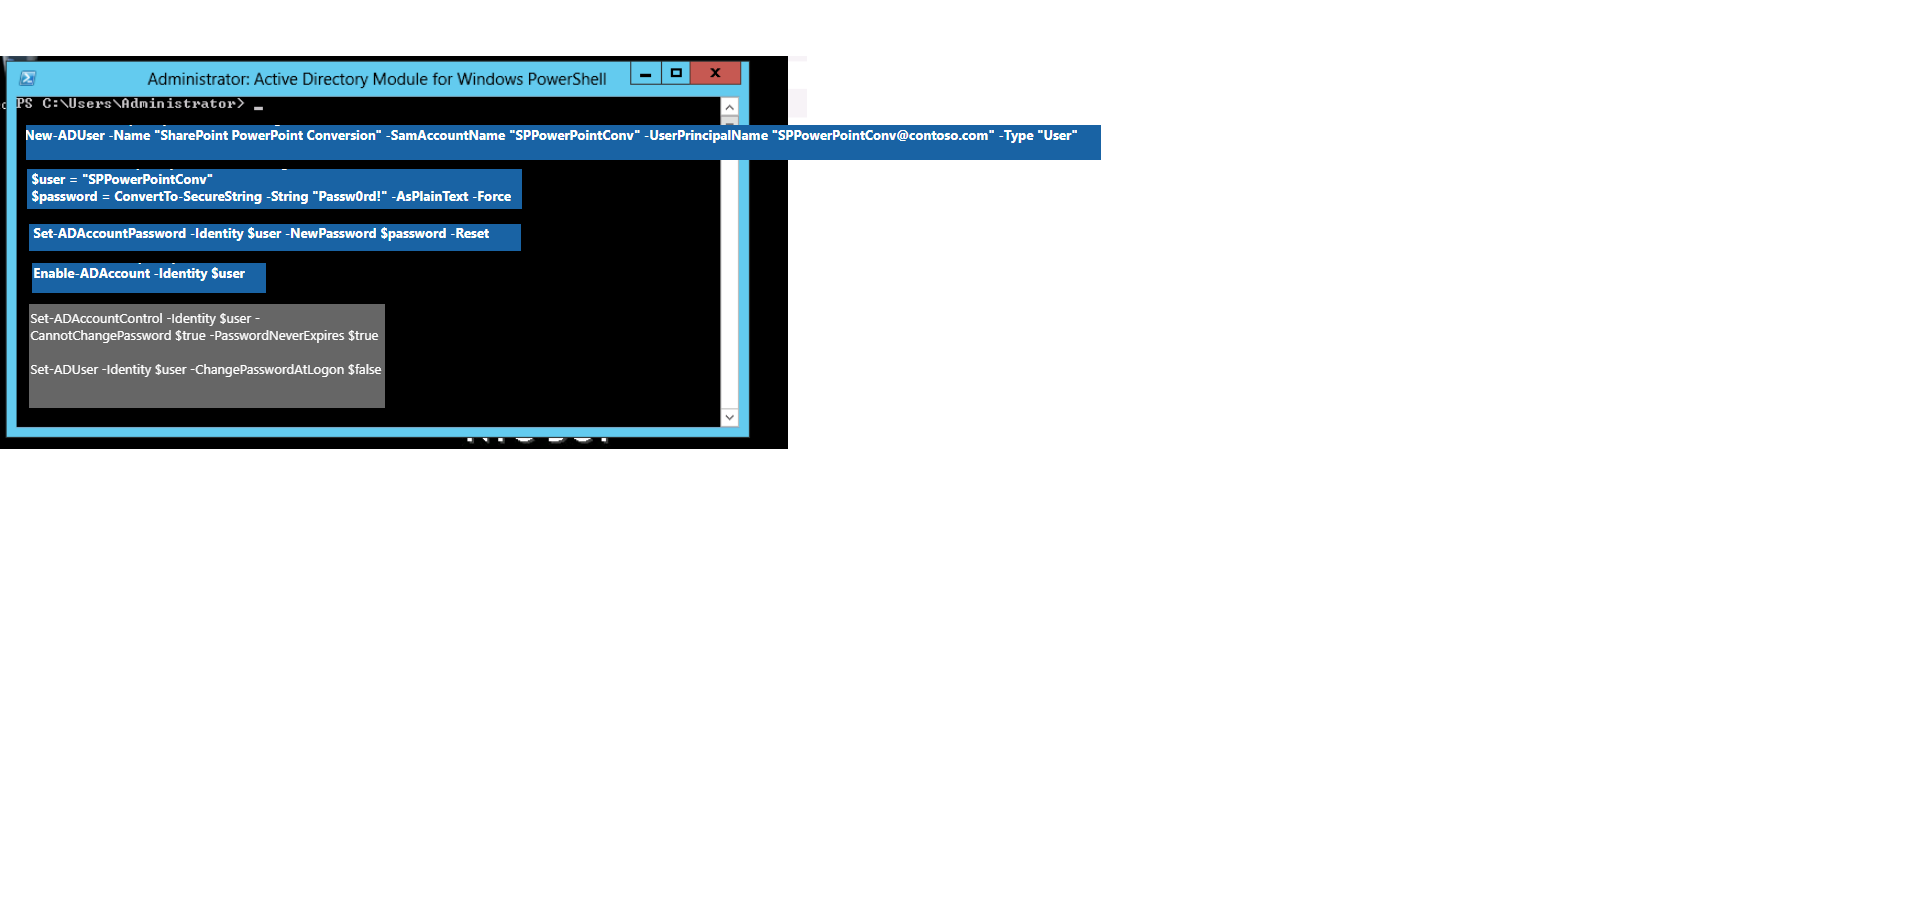 Administrator: Active Directory Module for Windows PowerShell
PS C:\Users\Administrator> _
New-ADUser -Name "SharePoint PowerPoint Conversion" -SamAccountName "SPPowerPointConv" -UserPrincipalName "SPPowerPointConv@contoso.com" -Type "User"
$user = "SPPowerPointConv"
$password = ConvertTo-SecureString -String "Passw0rd!" -AsPlainText -Force
Set-ADAccountPassword -Identity $user -NewPassword $password -Reset
Enable-ADAccount -Identity $user
Set-ADAccountControl -Identity $user -
CannotChangePassword $true -PasswordNeverExpires $true
Set-ADUser -Identity $user -ChangePasswordAtLogon $false